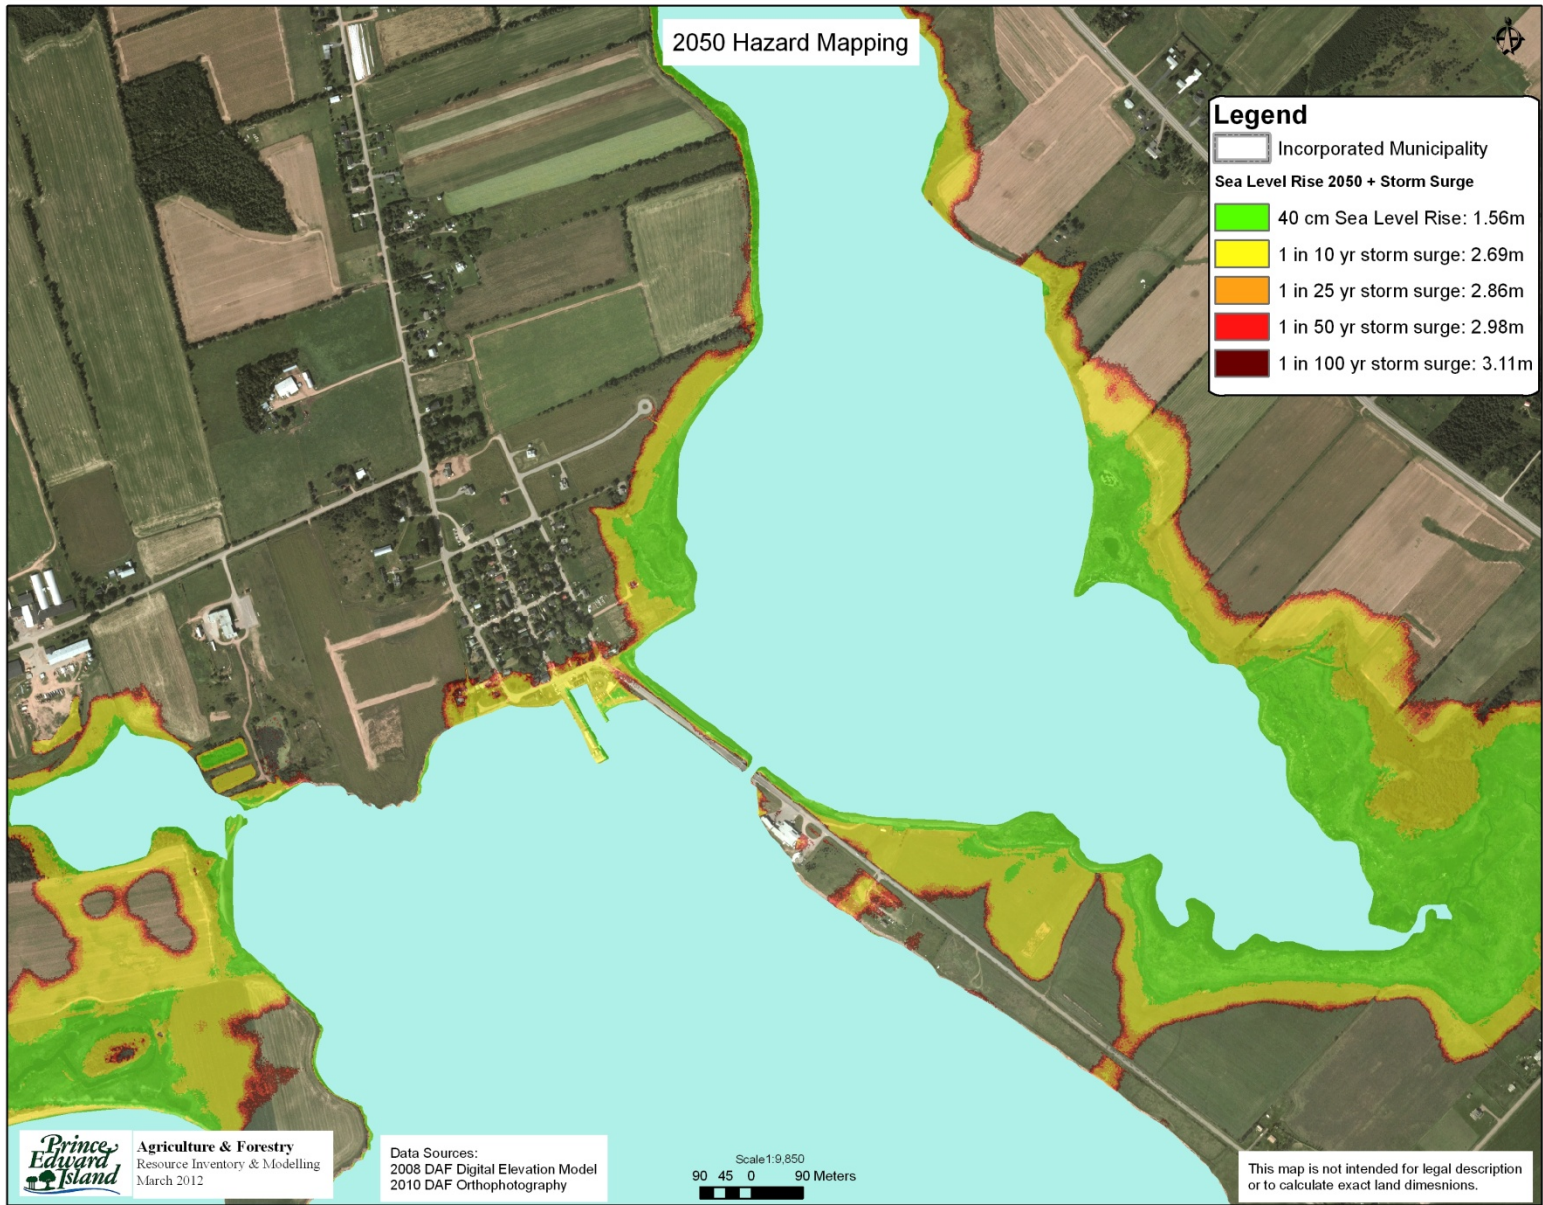 2050 Hazard Mapping
Legend
Incorporated Municipality
Sea Level Rise 2050 + Storm Surge
40 cm Sea Level Rise: 1.56m
1 in 10 yr storm surge: 2.69m
1 in 25 yr storm surge: 2.86m
1 in 50 yr storm surge: 2.98m
1 in 100 yr storm surge: 3.11m
Prince
Edward
Island
Agriculture & Forestry
Resource Inventory & Modelling
March 2012
Data Sources:
2008 DAF Digital Elevation Model
2010 DAF Orthophotography
Scale 1:9,850
90 45 0 90 Meters
This map is not intended for legal description
or to calculate exact land dimesnions.